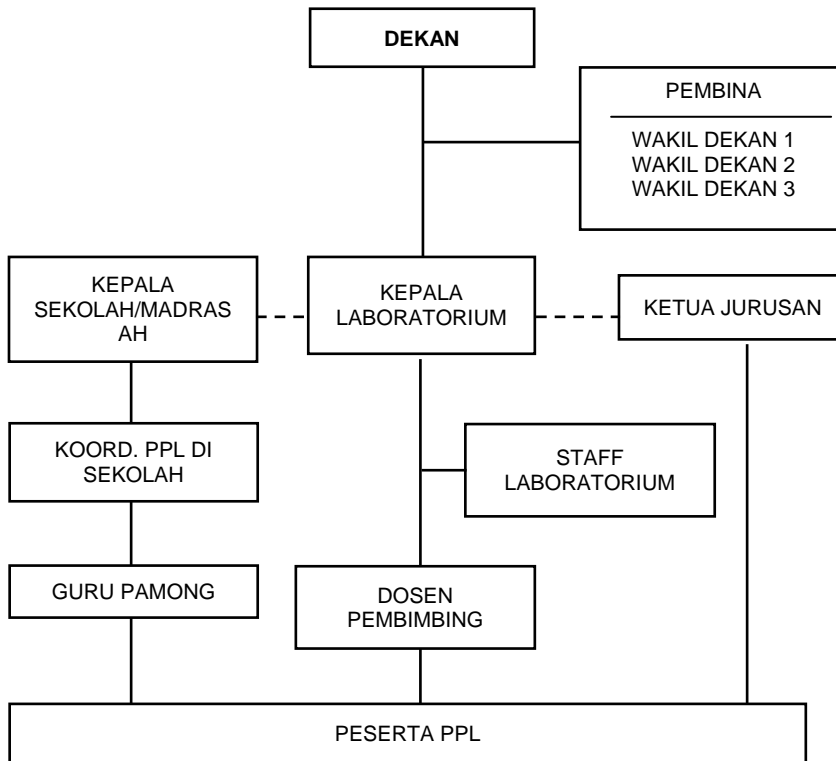 DEKAN
PEMBINA
WAKIL DEKAN 1
WAKIL DEKAN 2
WAKIL DEKAN 3
KEPALA
SEKOLAH/MADRAS
AH
KEPALA
LABORATORIUM
KETUA JURUSAN
KOORD. PPL DI
SEKOLAH
STAFF
LABORATORIUM
GURU PAMONG
DOSEN
PEMBIMBING
PESERTA PPL